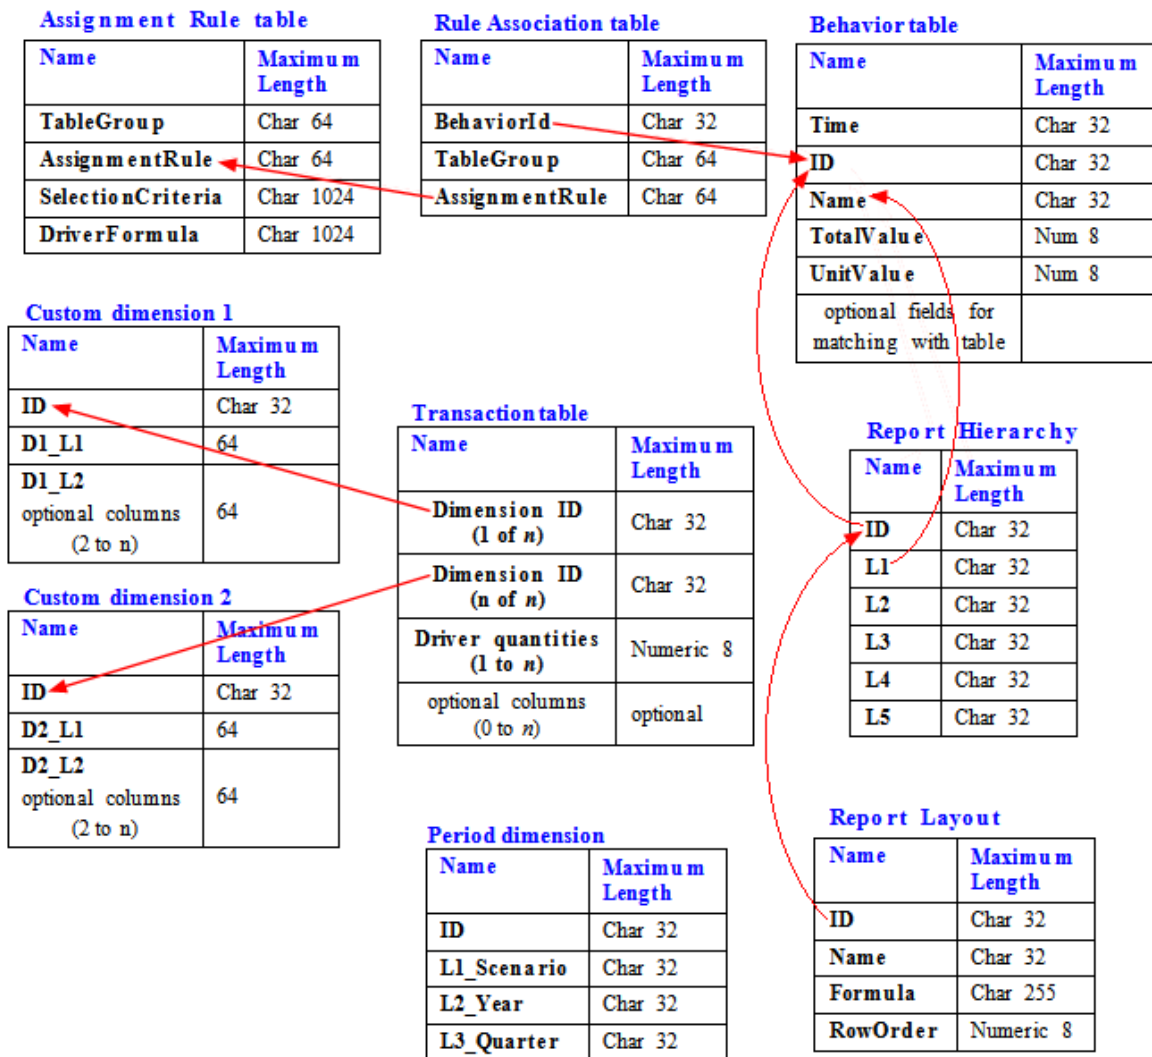 Assignment Rule table
Name Maximum
Length
TableGroup Char 64
AssignmentRule Char 64
SelectionCriteria Char 1024
DriverFormula Char 1024
Rule Association table
Name Maximum
Length
BehaviorId Char 32
TableGroup Char 64
AssignmentRule Char 64
Behavior table
Name Maximum
Length
Time Char 32
ID Char 32
Name Char 32
TotalValue Num 8
UnitValue Num 8
optional fields for
matching with table
Custom dimension 1
Name Maximum
Length
ID Char 32
D1_L1 64
D1_L2
optional columns 64
(2 to n)
Custom dimension 2
Name Maximum
Length
ID Char 32
D2_L1 64
D2_L2
optional columns 64
(2 to n)
Transaction table
Name Maximum
Length
Dimension ID Char 32
(1 of n)
Dimension ID Char 32
(n of n)
Driver quantities Numeric 8
(1 to n)
optional columns optional
(0 to n)
Report Hierarchy
Name Maximum
Length
ID Char 32
L1 Char 32
L2 Char 32
L3 Char 32
L4 Char 32
L5 Char 32
Period dimension
Name Maximum
Length
ID Char 32
L1_Scenario Char 32
L2_Year Char 32
L3_Quarter Char 32
Report Layout
Name Maximum
Length
ID Char 32
Name Char 32
Formula Char 255
RowOrder Numeric 8